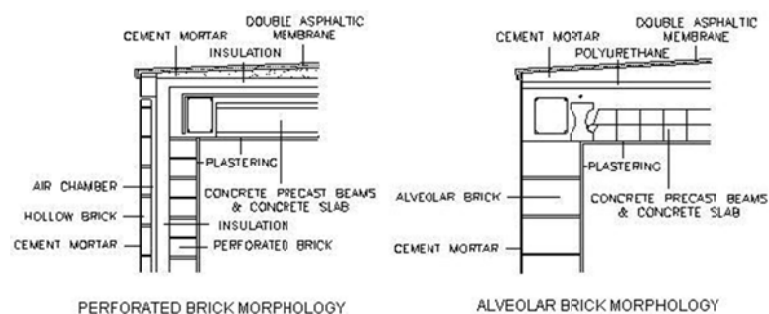 DOUBLE ASPHALTIC
MEMBRANE
CEMENT MORTAR
INSULATION
PLASTERING
AIR CHAMBER
CONCRETE PRECAST BEAMS
& CONCRETE SLAB
HOLLOW BRICK
INSULATION
CEMENT MORTAR
PERFORATED BRICK
PERFORATED BRICK MORPHOLOGY
DOUBLE ASPHALTIC
MEMBRANE
CEMENT MORTAR
POLYURETHANE
PLASTERING
ALVEOLAR BRICK
CONCRETE PRECAST BEAMS
& CONCRETE SLAB
CEMENT MORTAR
ALVEOLAR BRICK MORPHOLOGY